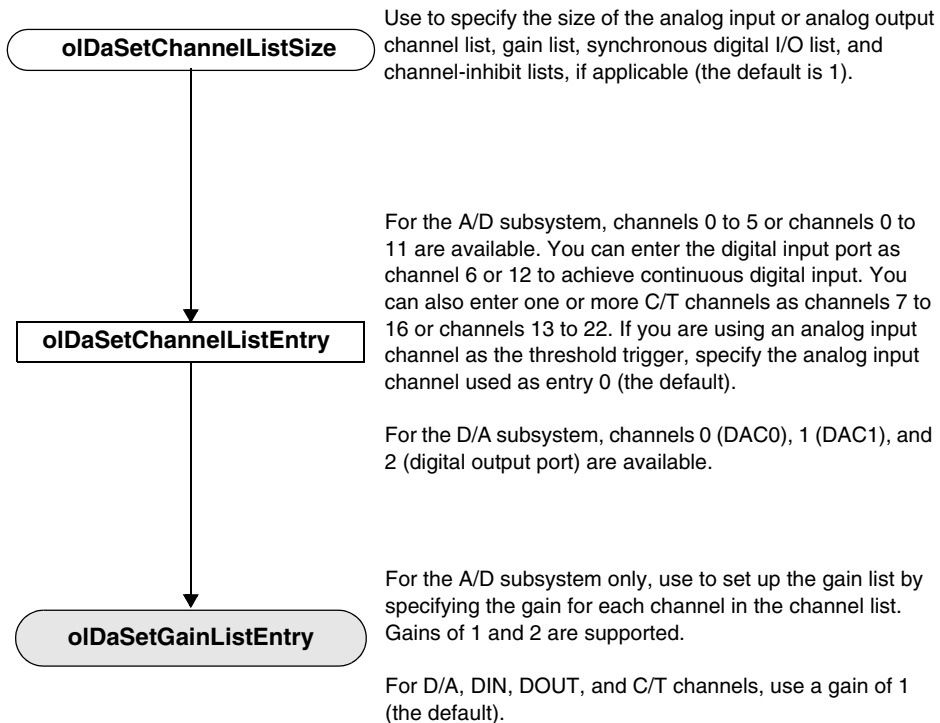 olDaSetChannelListSize
Use to specify the size of the analog input or analog output
channel list, gain list, synchronous digital I/O list, and
channel-inhibit lists, if applicable (the default is 1).
olDaSetChannelListEntry
For the A/D subsystem, channels 0 to 5 or channels 0 to
11 are available. You can enter the digital input port as
channel 6 or 12 to achieve continuous digital input. You
can also enter one or more C/T channels as channels 7 to
16 or channels 13 to 22. If you are using an analog input
channel as the threshold trigger, specify the analog input
channel used as entry 0 (the default).
For the D/A subsystem, channels 0 (DAC0), 1 (DAC1), and
2 (digital output port) are available.
olDaSetGainListEntry
For the A/D subsystem only, use to set up the gain list by
specifying the gain for each channel in the channel list.
Gains of 1 and 2 are supported.
For D/A, DIN, DOUT, and C/T channels, use a gain of 1
(the default).